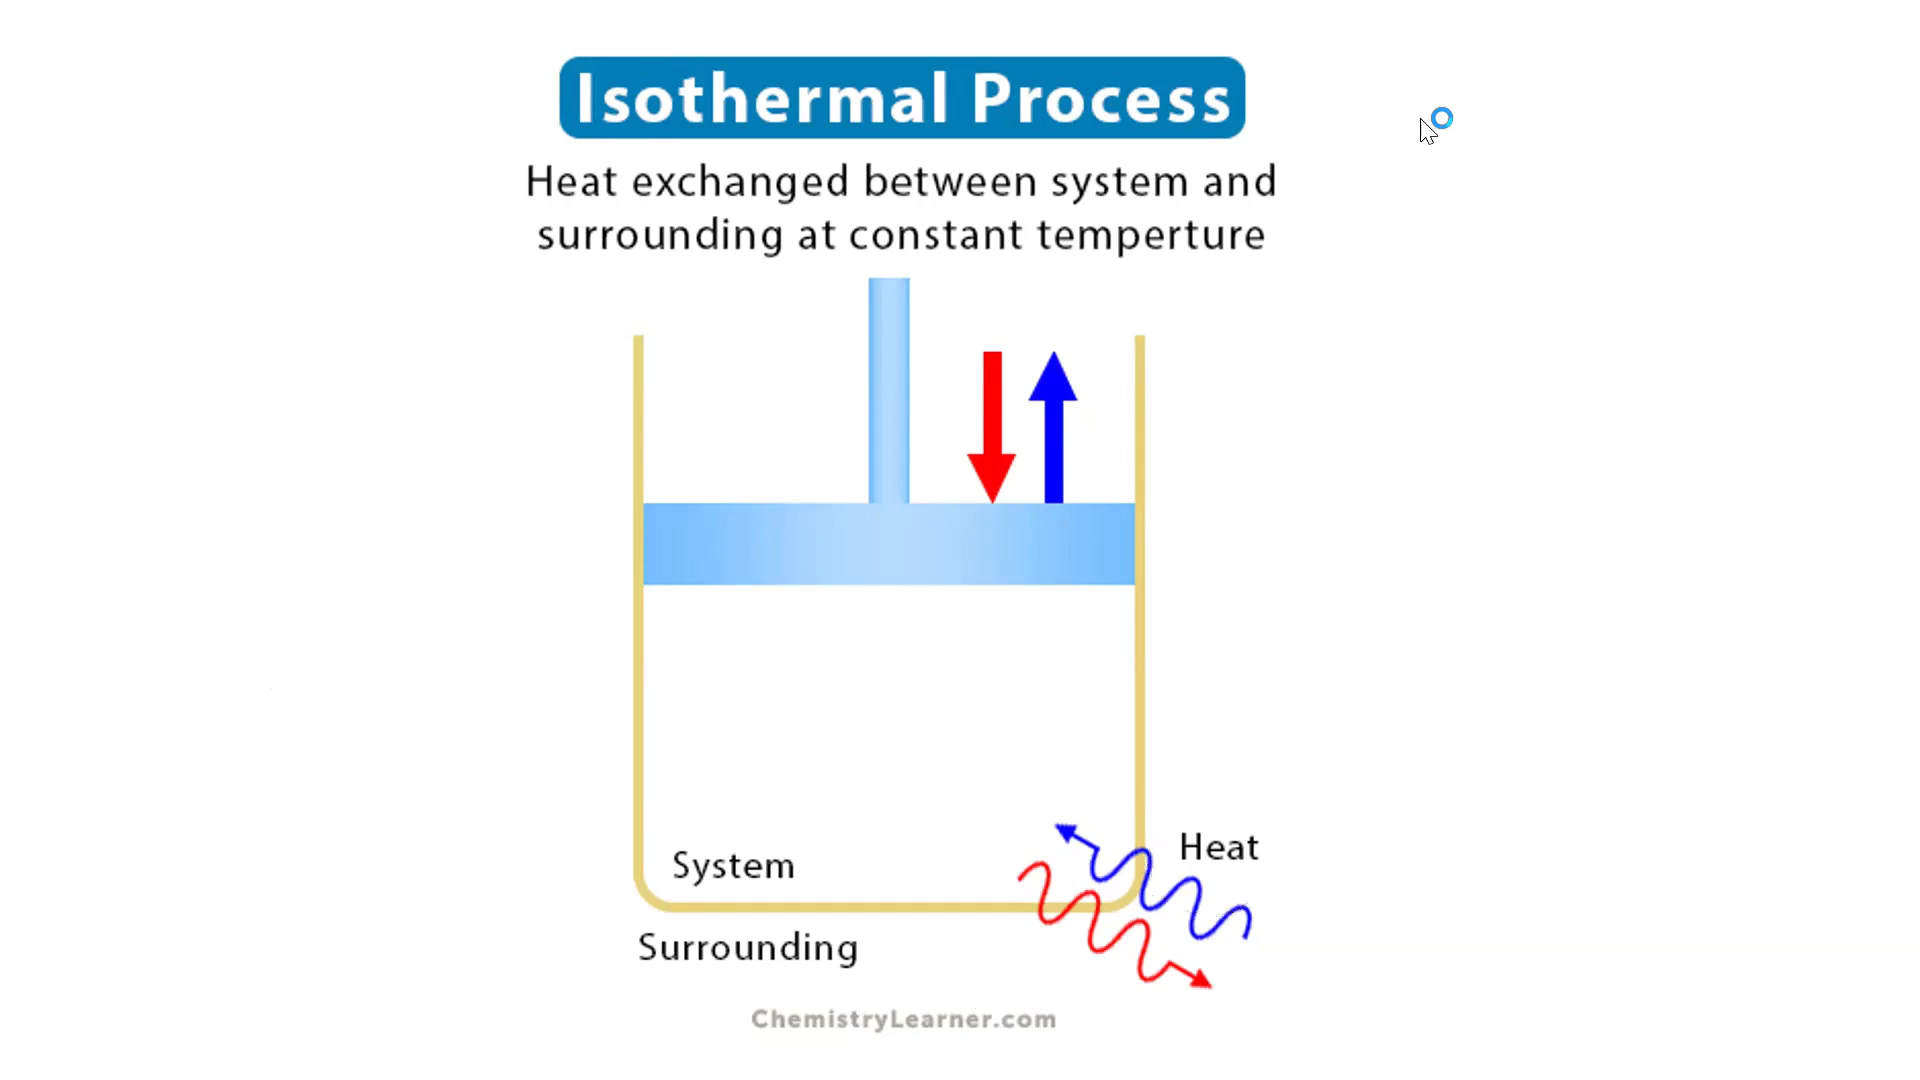 Isothermal Process
Heat exchanged between system and
surrounding at constant temperture
Heat
System
Surrounding
ChemistryLearner.com